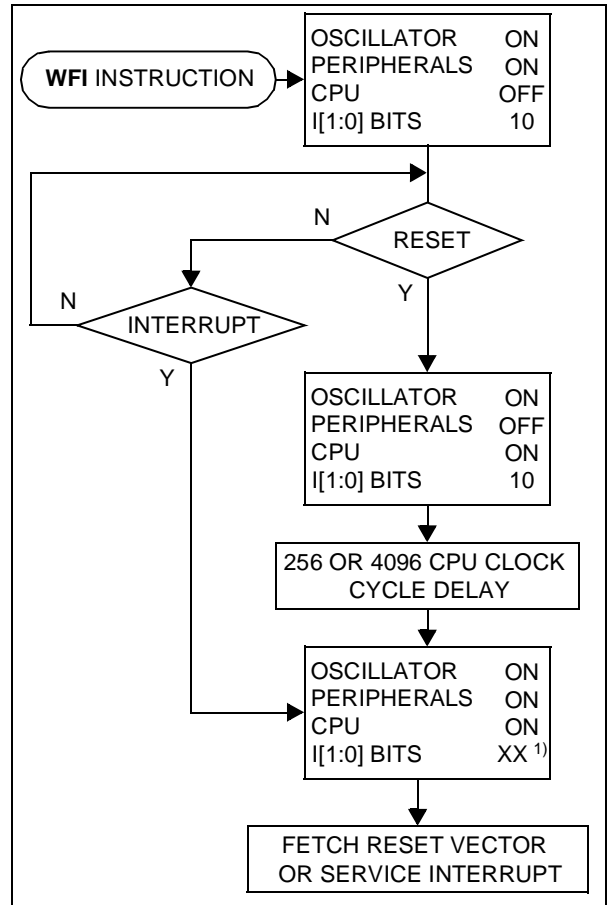 WFI INSTRUCTION
OSCILLATOR ON
PERIPHERALS ON
CPU OFF
I[1:0] BITS 10
N
RESET
Y
N
INTERRUPT
Y
OSCILLATOR ON
PERIPHERALS OFF
CPU ON
I[1:0] BITS 10
256 OR 4096 CPU CLOCK
CYCLE DELAY
OSCILLATOR ON
PERIPHERALS ON
CPU ON
I[1:0] BITS XX 1)
FETCH RESET VECTOR
OR SERVICE INTERRUPT